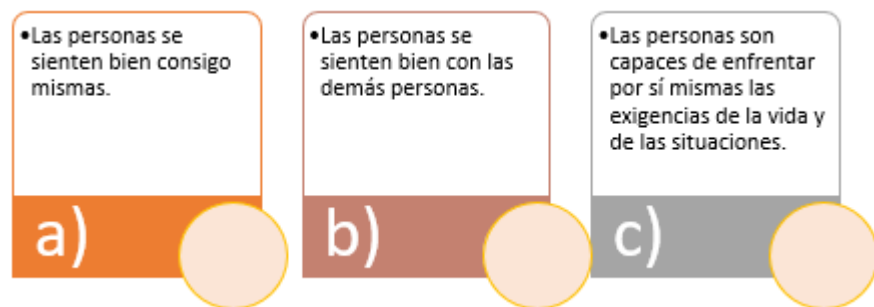 •Las personas se
sienten bien consigo
mismas.
a)
•Las personas se
sienten bien con las
demás personas.
b)
•Las personas son
capaces de enfrentar
por sí mismas las
exigencias de la vida y
de las situaciones.
c)